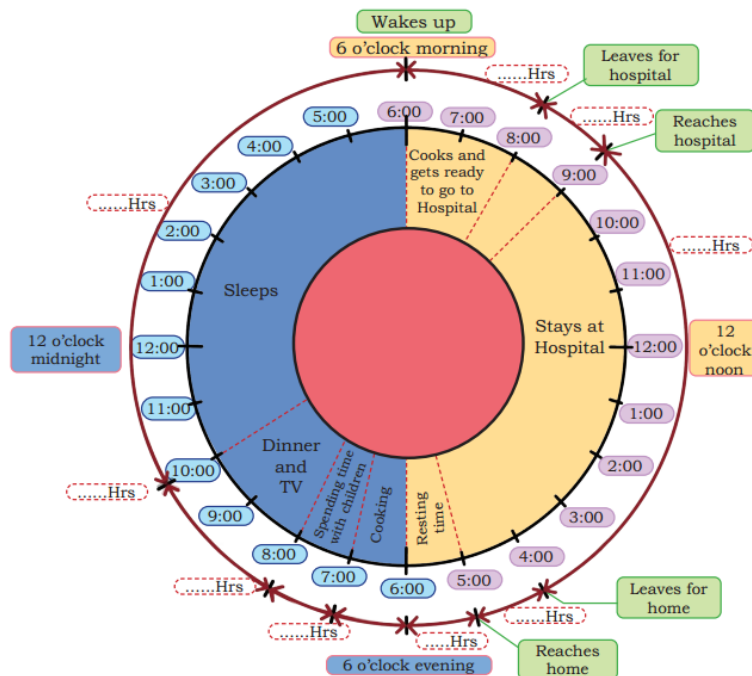 Wakes up
6 o'clock morning
......Hrs
Leaves for
hospital
......Hrs
Reaches
hospital
5:00
6:00
7:00
4:00
8:00
3:00
9:00
2:00
10:00
1:00
11:00
12:00
12:00
11:00
1:00
10:00
2:00
9:00
3:00
8:00
4:00
7:00
6:00
5:00
Cooks and
gets ready
to go to
Hospital
......Hrs
......Hrs
Sleeps
Stays at
Hospital
12 o'clock
midnight
12
o'clock
noon
Dinner
and
TV
Spending time
with children
Cooking
Resting
time
......Hrs
......Hrs
......Hrs
......Hrs
Leaves for
home
Reaches
home
6 o'clock evening